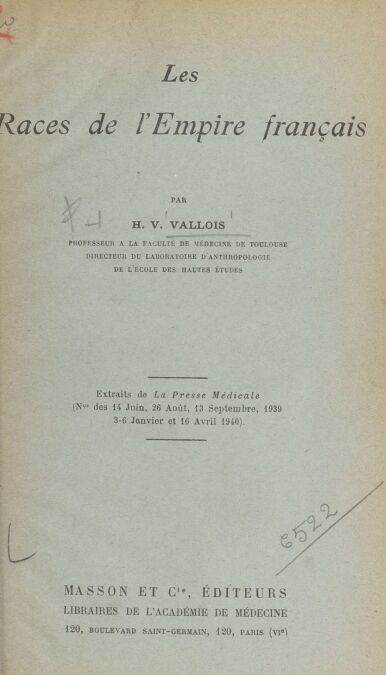 Les
Races de l'Empire français
PAR
H. V. VALLOIS
PROFESSEUR A LA FACULTÉ DE MÉDECINE DE TOULOUSE
DIRECTEUR DU LABORATOIRE D'ANTHROPOLOGIE
DE L'ÉCOLE DES HAUTES ÉTUDES
Extraits de La Presse Médicale
(Nos des 14 Juin, 26 Août, 13 Septembre, 1939
3-6 Janvier et 16 Avril 1940).
6522
MASSON ET Cie, ÉDITEURS
LIBRAIRES DE L'ACADÉMIE DE MÉDECINE
120, BOULEVARD SAINT-GERMAIN, 120, PARIS (VIe)